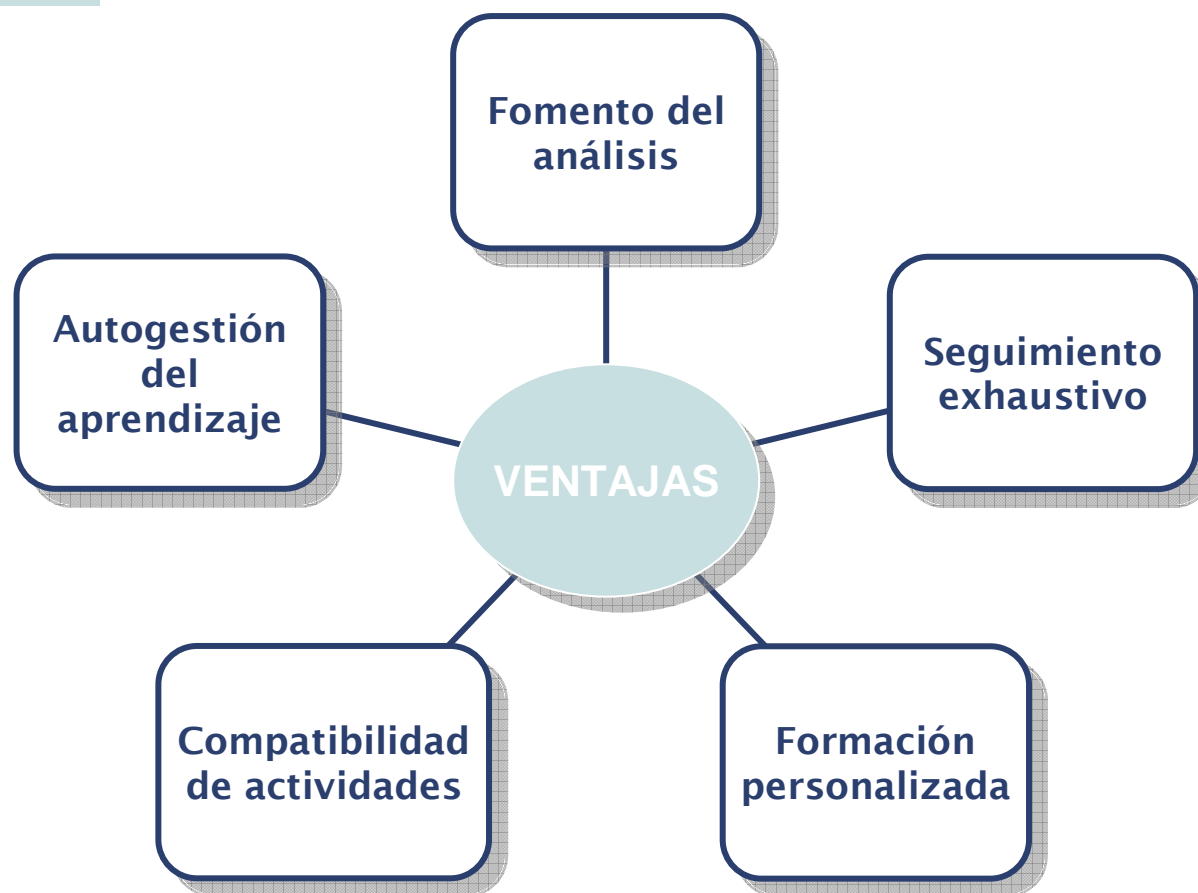 Fomento del
análisis
Autogestión
del
aprendizaje
Seguimiento
exhaustivo
VENTAJAS
Compatibilidad
de actividades
Formación
personalizada